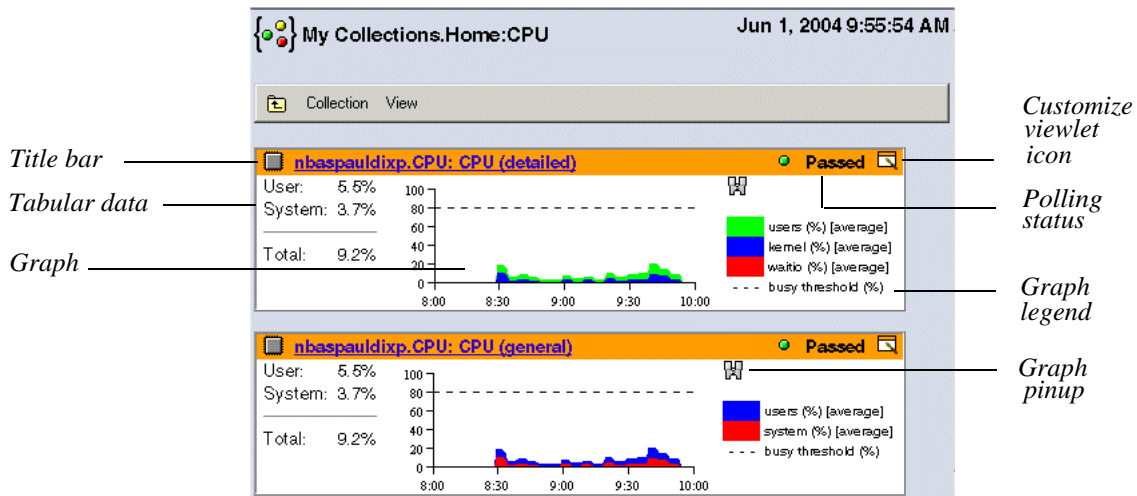 My Collections.Home:CPU
Jun 1, 2004 9:55:54 AM
Collection View
Customize
viewlet
icon
Title bar
nbaspauldixp.CPU: CPU (detailed)
Passed
Tabular data
User: 5.5%
System: 3.7%
Total: 9.2%
Polling
status
Graph
100
80
60
40
20
0
8:00 8:30 9:00 9:30 10:00
users (%) [average]
kernel (%) [average]
waitio (%) [average]
busy threshold (%)
Graph
legend
nbaspauldixp.CPU: CPU (general)
Passed
User: 5.5%
System: 3.7%
Total: 9.2%
100
80
60
40
20
0
8:00 8:30 9:00 9:30 10:00
users (%) [average]
system (%) [average]
busy threshold (%)
Graph
pinup